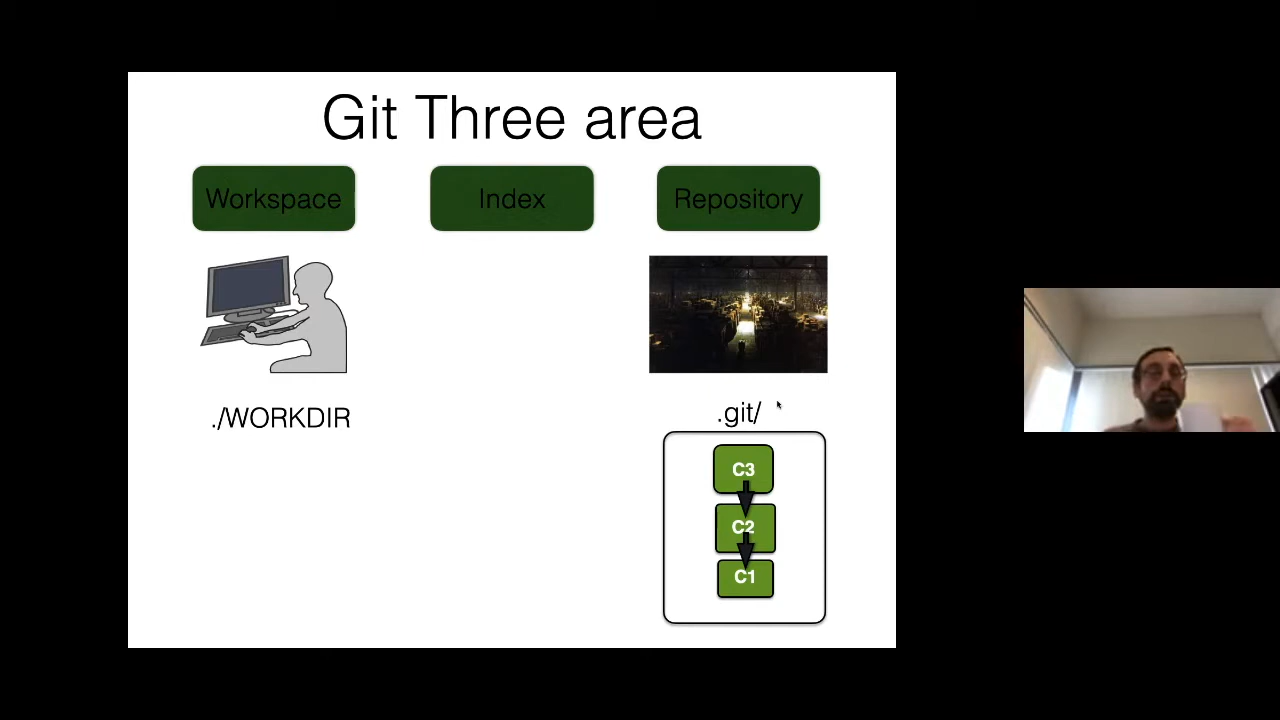 Git Three area
Workspace
Index
Repository
./WORKDIR
.git/
C3
C2
C1